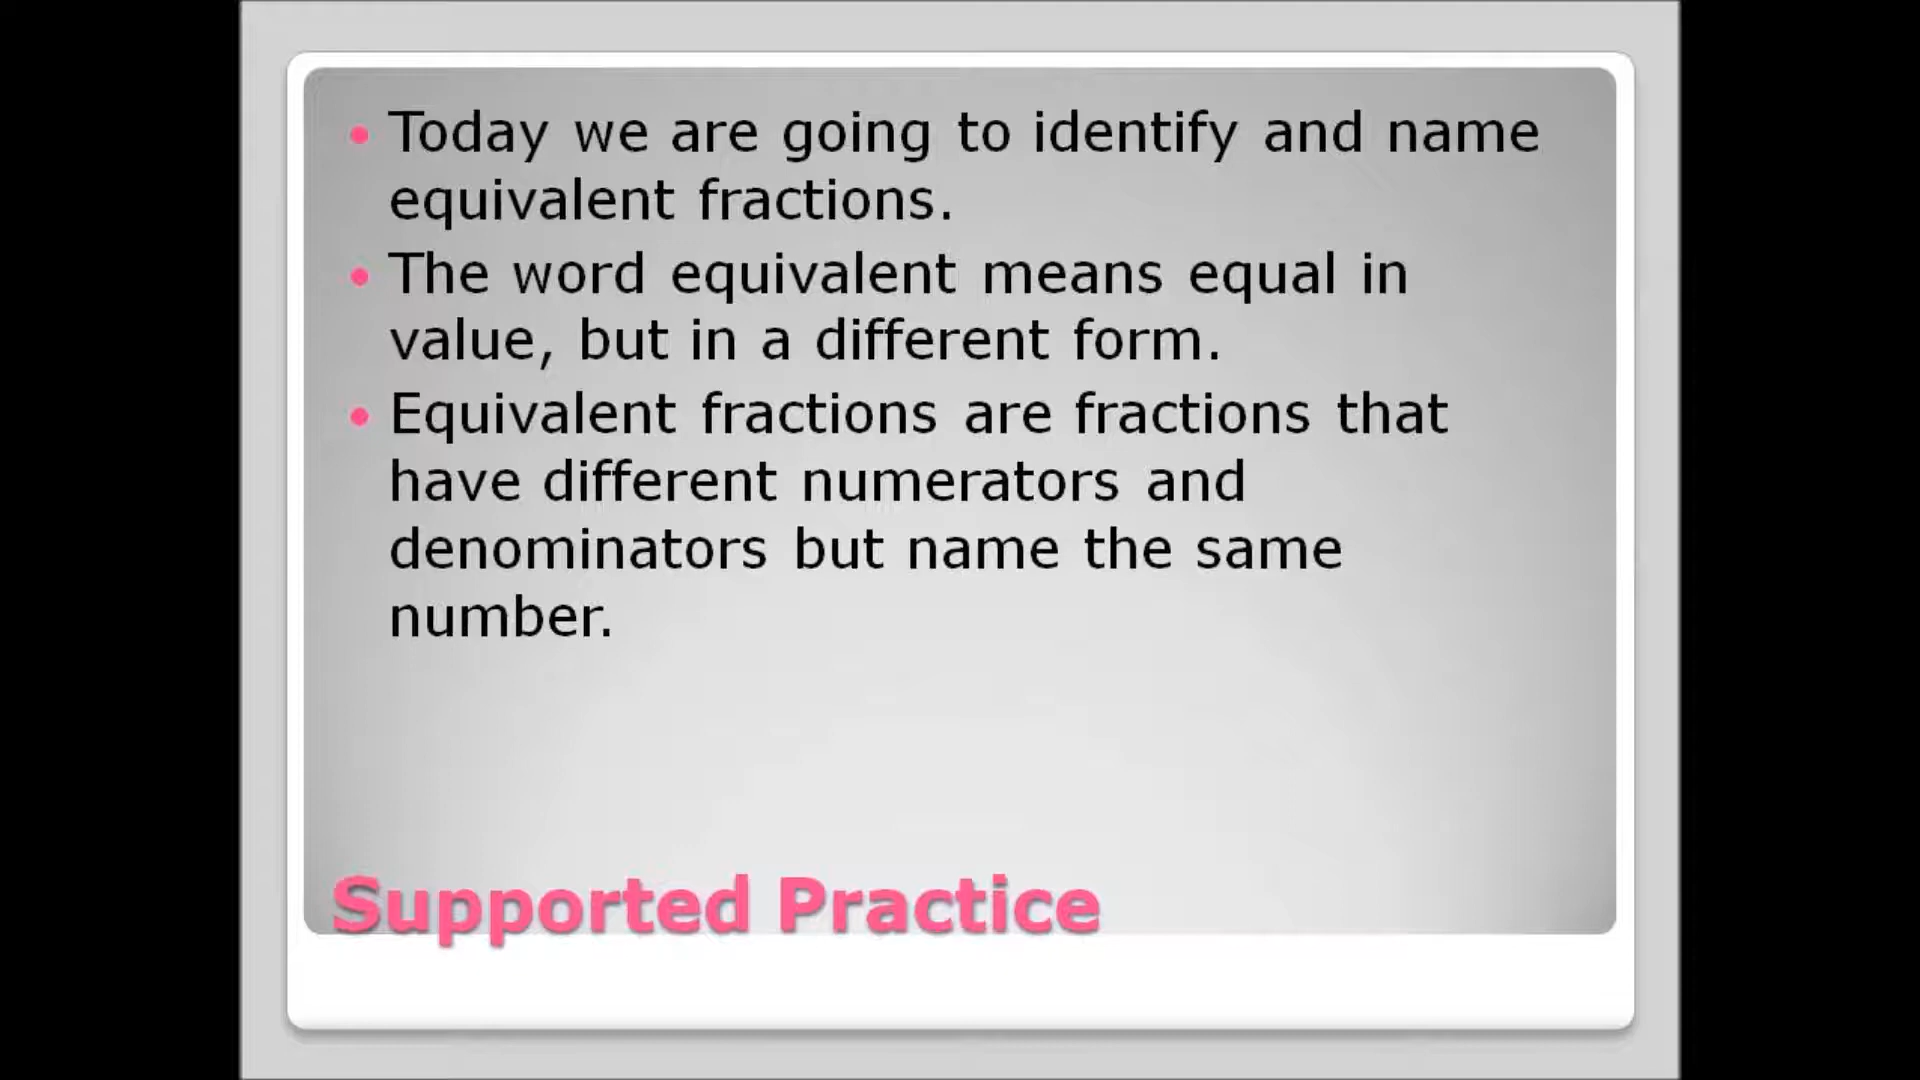 Today we are going to identify and name
equivalent fractions.
The word equivalent means equal in
value, but in a different form.
Equivalent fractions are fractions that
have different numerators and
denominators but name the same
number.
Supported Practice